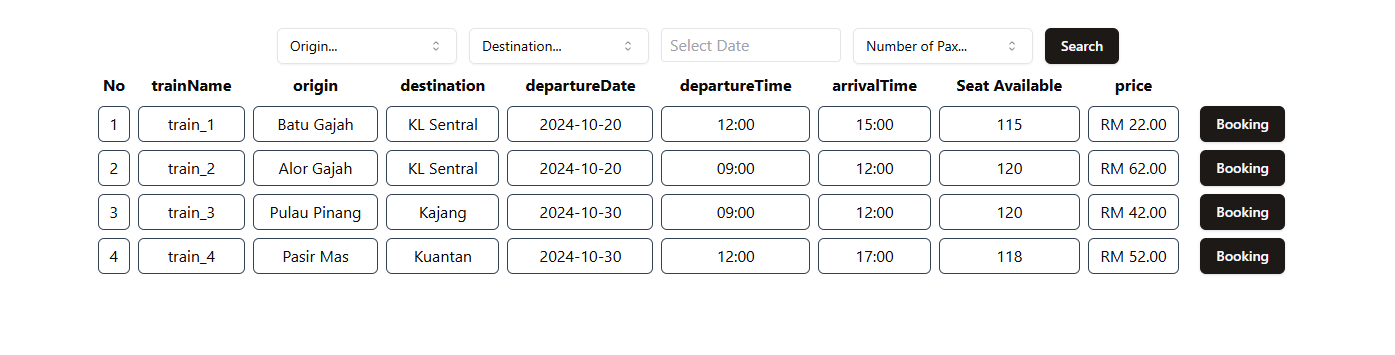 Origin... Destination... Select Date Number of Pax... Search
No trainName origin destination departureDate departureTime arrivalTime Seat Available price
1 train_1 Batu Gajah KL Sentral 2024-10-20 12:00 15:00 115 RM 22.00 Booking
2 train_2 Alor Gajah KL Sentral 2024-10-20 09:00 12:00 120 RM 62.00 Booking
3 train_3 Pulau Pinang Kajang 2024-10-30 09:00 12:00 120 RM 42.00 Booking
4 train_4 Pasir Mas Kuantan 2024-10-30 12:00 17:00 118 RM 52.00 Booking